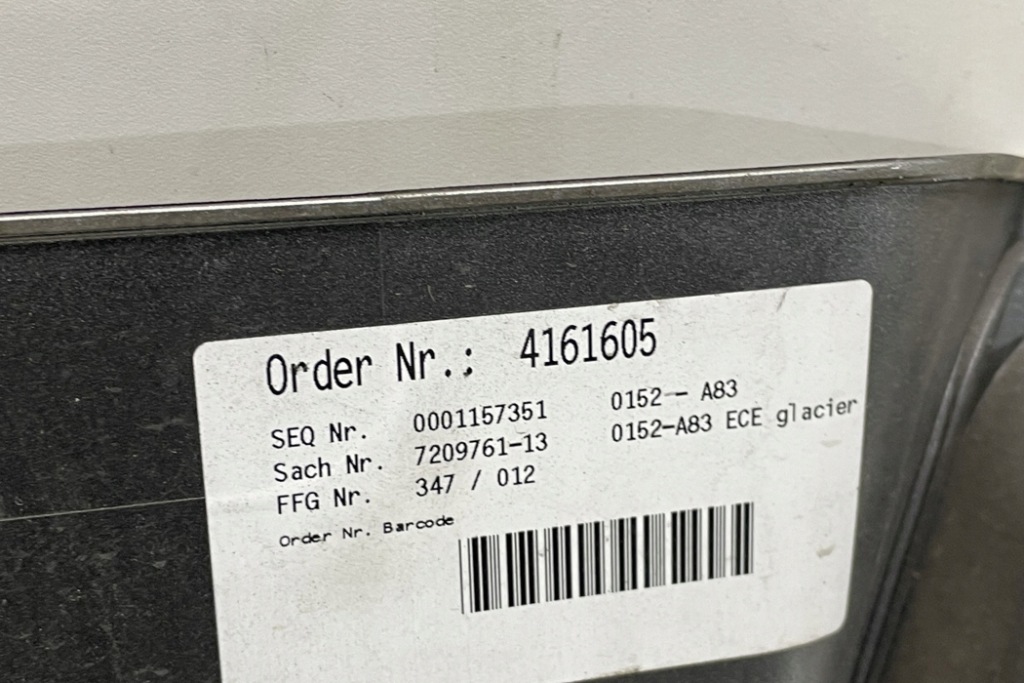 Order Nr.: 4161605
SEQ Nr. 0001157351 0152- A83
Sach Nr. 7209761-13 0152-A83 ECE glacier
FFG Nr. 347 / 012
Order Nr. Barcode